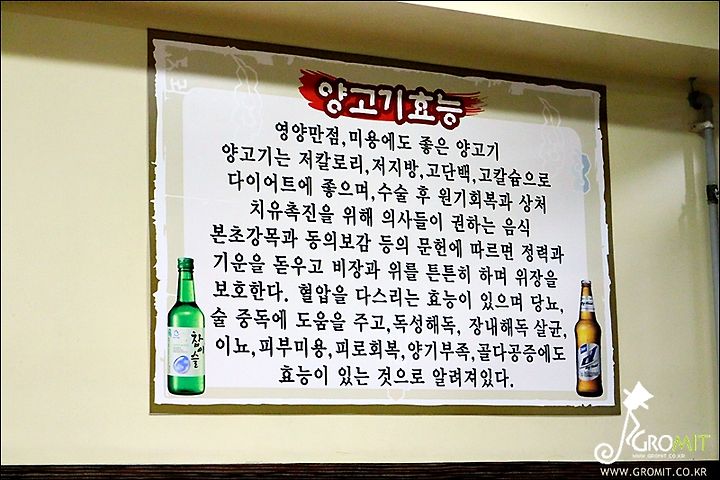 양고기효능
영양만점,미용에도 좋은 양고기
양고기는 저칼로리,저지방,고단백,고칼슘으로
다이어트에 좋으며,수술 후 원기회복과 상처
치유촉진을 위해 의사들이 권하는 음식
본초강목과 동의보감 등의 문헌에 따르면 정력과
기운을 돋우고 비장과 위를 튼튼히 하며 위장을
보호한다. 혈압을 다스리는 효능이 있으며 당뇨,
술 중독에 도움을 주고,독성해독, 장내해독 살균,
이뇨,피부미용,피로회복,양기부족,골다공증에도
효능이 있는 것으로 알려져있다.
참이슬
GROMIT
WWW.GROMIT.CO.KR
WWW.GROMIT.CO.KR